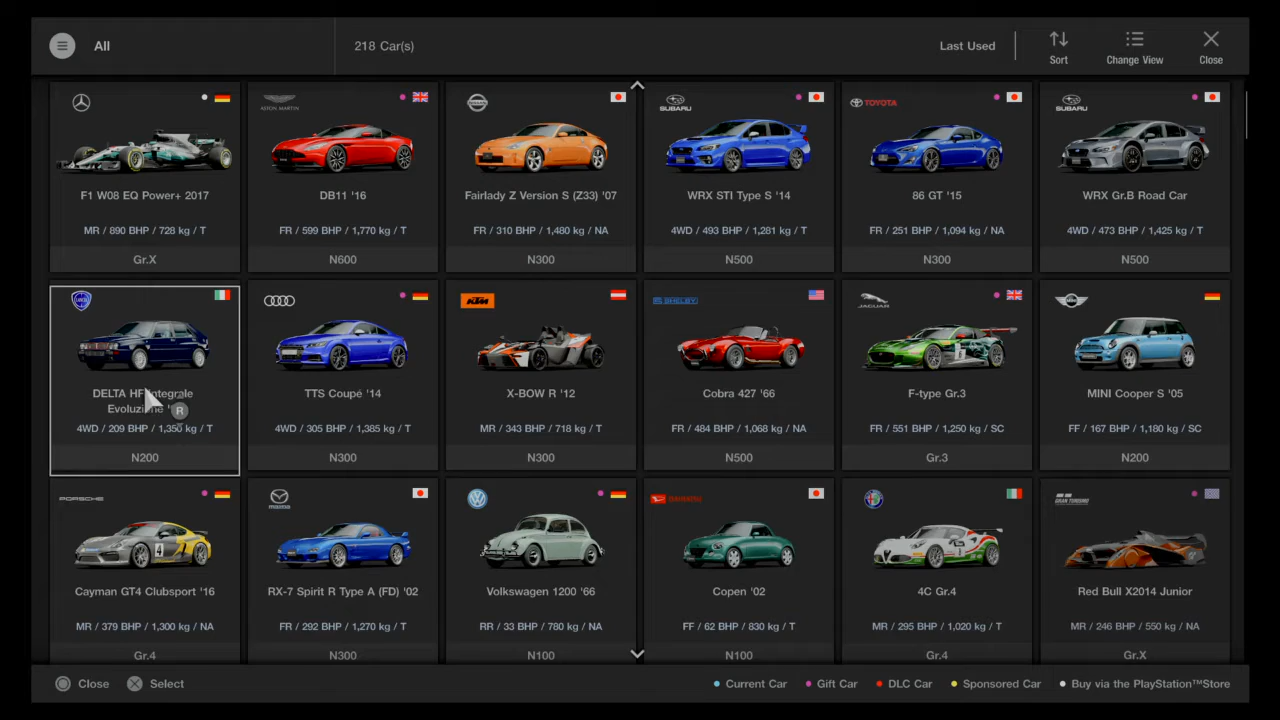 All
218 Car(s)
Last Used
Sort
Change View
Close
F1 W08 EQ Power+ 2017
MR / 890 BHP / 728 kg / T
Gr.X
ASTON MARTIN
DB11 '16
FR / 599 BHP / 1,770 kg / T
N600
Fairlady Z Version S (Z33) '07
FR / 310 BHP / 1,480 kg / NA
N300
SUBARU
WRX STI Type S '14
4WD / 493 BHP / 1,281 kg / T
N500
TOYOTA
86 GT '15
FR / 251 BHP / 1,094 kg / NA
N300
SUBARU
WRX Gr.B Road Car
4WD / 473 BHP / 1,425 kg / T
N500
DELTA HF Integrale
4WD / 209 BHP / 1,350 kg / T
N200
R
TTS Coupé '14
4WD / 305 BHP / 1,385 kg / T
N300
KTM
X-BOW R '12
MR / 343 BHP / 718 kg / T
N300
SHELBY
Cobra 427 '66
FR / 484 BHP / 1,068 kg / NA
N500
JAGUAR
F-type Gr.3
FR / 551 BHP / 1,250 kg / SC
Gr.3
MINI Cooper S '05
FF / 167 BHP / 1,180 kg / SC
N200
PORSCHE
Cayman GT4 Clubsport '16
MR / 379 BHP / 1,300 kg / NA
Gr.4
mazda
RX-7 Spirit R Type A (FD) '02
FR / 292 BHP / 1,270 kg / T
N300
Volkswagen 1200 '66
RR / 33 BHP / 780 kg / NA
N100
DAIHATSU
Copen '02
FF / 62 BHP / 830 kg / T
N100
4C Gr.4
MR / 295 BHP / 1,020 kg / T
Gr.4
GRAN TURISMO
Red Bull X2014 Junior
MR / 246 BHP / 550 kg / NA
Gr.X
Close
Select
Current Car
Gift Car
DLC Car
Sponsored Car
Buy via the PlayStation™Store